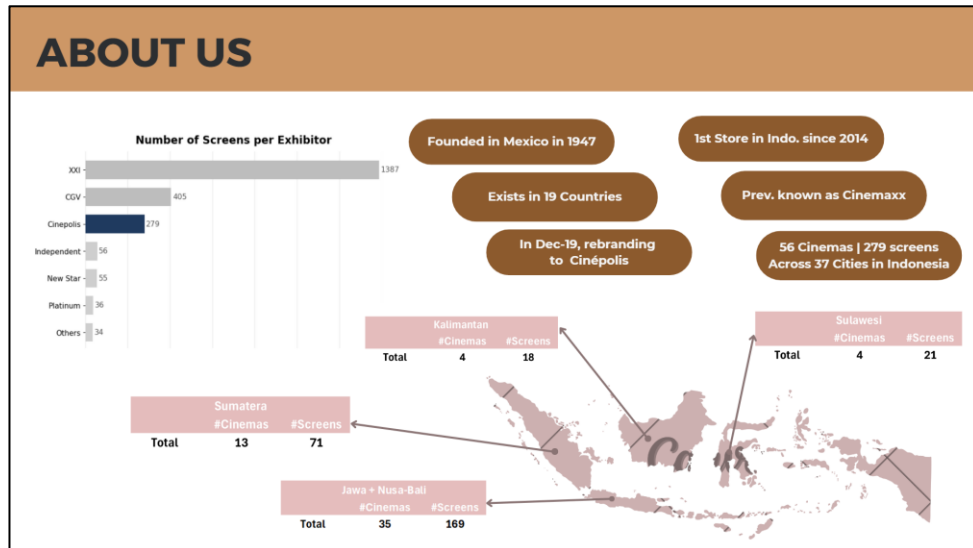 ABOUT US
Number of Screens per Exhibitor
XXI 1387
CGV 405
Cinepolis 279
Independent 56
New Star 55
Platinum 36
Others 34
Founded in Mexico in 1947
Exists in 19 Countries
In Dec-19, rebranding
to Cinépolis
1st Store in Indo. since 2014
Prev. known as Cinemaxx
56 Cinemas | 279 screens
Across 37 Cities in Indonesia
Kalimantan
#Cinemas #Screens
Total 4 18
Sulawesi
#Cinemas #Screens
Total 4 21
Sumatera
#Cinemas #Screens
Total 13 71
Jawa + Nusa-Bali
#Cinemas #Screens
Total 35 169